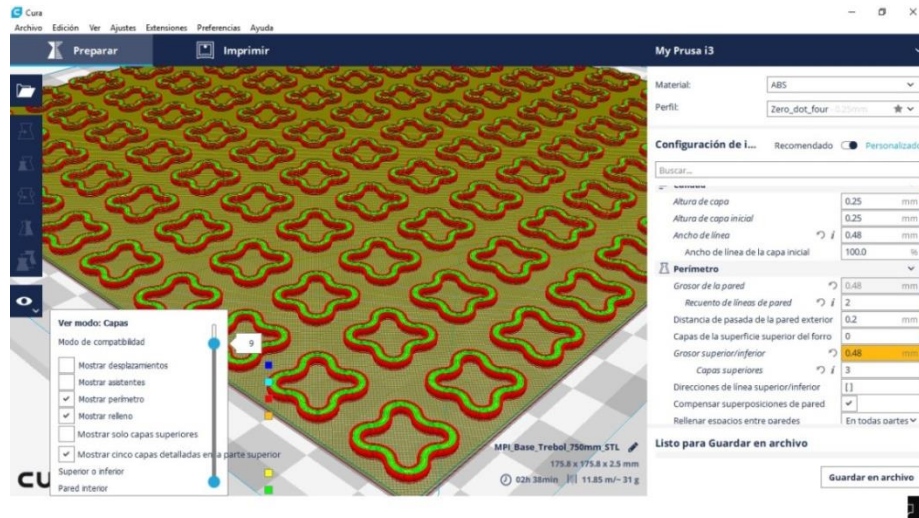 Cura
Archivo Edición Ver Ajustes Extensiones Preferencias Ayuda
Preparar
Imprimir
My Prusa i3
Material: ABS
Perfil: Zero_dot_four 0.25mm
Configuración de i... Recomendado Personalizado
Buscar...
Calidad
Altura de capa 0.25 mm
Altura de capa inicial 0.25 mm
Ancho de línea i 0.48 mm
Ancho de línea de la capa inicial 100.0 %
Perímetro
Grosor de la pared 0.48 mm
Recuento de líneas de pared i 2
Distancia de pasada de la pared exterior 0.2 mm
Capas de la superficie superior del forro 0
Grosor superior/inferior 0.48 mm
Capas superiores i 3
Direcciones de línea superior/inferior [ ]
Compensar superposiciones de pared
Rellenar espacios entre paredes En todas partes
Listo para Guardar en archivo
Guardar en archivo
Ver modo: Capas
Modo de compatibilidad
9
Mostrar desplazamientos
Mostrar asistentes
Mostrar perímetro
Mostrar relleno
Mostrar solo capas superiores
Mostrar cinco capas detalladas en la parte superior
Superior o inferior
Pared interior
CU
MPI_Base_Trebol_750mm_STL
175.8 x 175.8 x 2.5 mm
02h 38min 11.85 m/~ 31 g